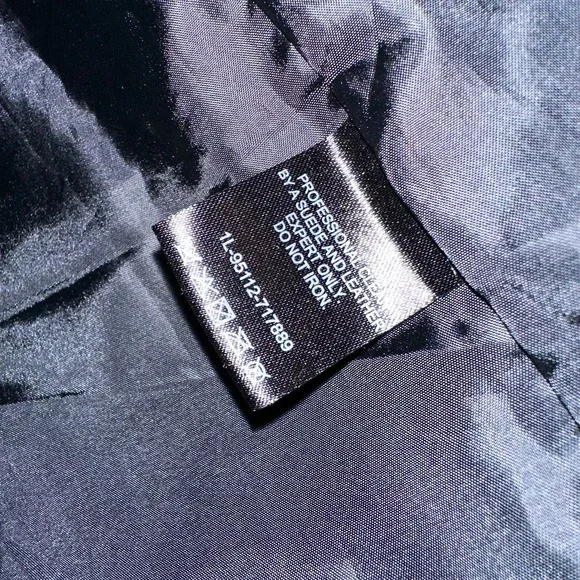 PROFESSIONAL CLEAN
BY A SUEDE AND LEATHER
EXPERT ONLY
DO NOT IRON.
1L-95112-717889